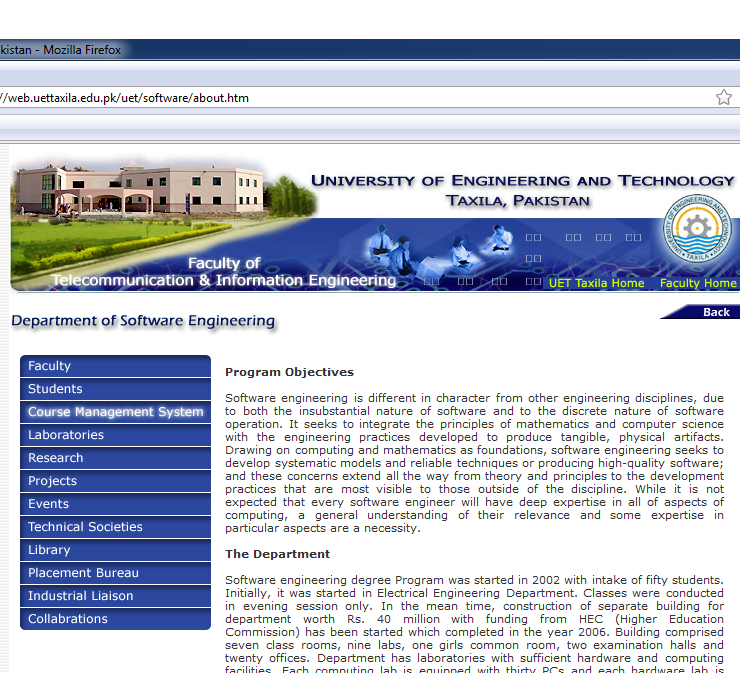 kistan - Mozilla Firefox
//web.uettaxila.edu.pk/uet/software/about.htm
UNIVERSITY OF ENGINEERING AND TECHNOLOGY
TAXILA, PAKISTAN
UNIVERSITY OF ENGINEERING AND TECHNOLOGY
TAXILA
Faculty of
Telecommunication & Information Engineering
UET Taxila Home Faculty Home
Back
Department of Software Engineering
Faculty
Students
Course Management System
Laboratories
Research
Projects
Events
Technical Societies
Library
Placement Bureau
Industrial Liaison
Collabrations
Program Objectives
Software engineering is different in character from other engineering disciplines, due
to both the insubstantial nature of software and to the discrete nature of software
operation. It seeks to integrate the principles of mathematics and computer science
with the engineering practices developed to produce tangible, physical artifacts.
Drawing on computing and mathematics as foundations, software engineering seeks to
develop systematic models and reliable techniques or producing high-quality software;
and these concerns extend all the way from theory and principles to the development
practices that are most visible to those outside of the discipline. While it is not
expected that every software engineer will have deep expertise in all of aspects of
computing, a general understanding of their relevance and some expertise in
particular aspects are a necessity.
The Department
Software engineering degree Program was started in 2002 with intake of fifty students.
Initially, it was started in Electrical Engineering Department. Classes were conducted
in evening session only. In the mean time, construction of separate building for
department worth Rs. 40 million with funding from HEC (Higher Education
Commission) has been started which completed in the year 2006. Building comprised
seven class rooms, nine labs, one girls common room, two examination halls and
twenty offices. Department has laboratories with sufficient hardware and computing
facilities. Each computing lab is equipped with thirty PCs and each hardware lab is